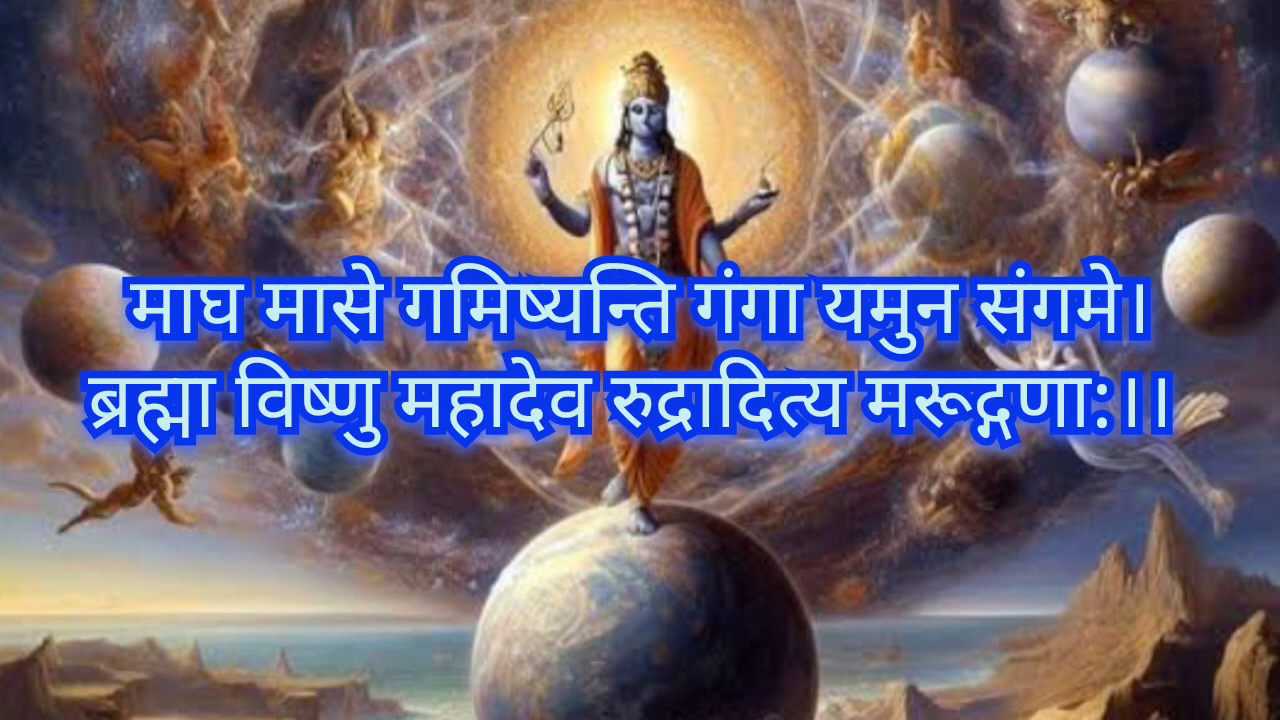 माघ मासे गमिष्यन्ति गंगा यमुन संगमे।
ब्रह्मा विष्णु महादेव रुद्रादित्य मरूद्गणा:।।